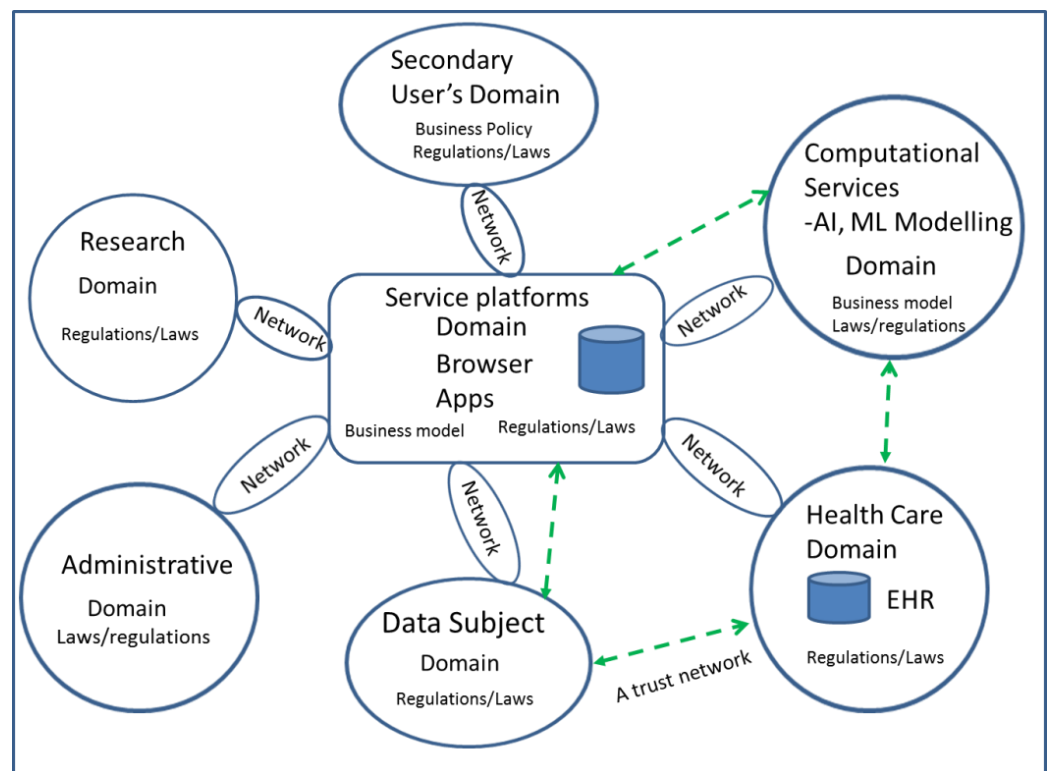 Secondary
User's Domain
Business Policy
Regulations/Laws
Network
Computational
Services
-AI, ML Modelling
Domain
Business model
Laws/regulations
Network
Research
Domain
Regulations/Laws
Network
Service platforms
Domain
Browser
Apps
Business model
Regulations/Laws
Network
Network
Network
Administrative
Domain
Laws/regulations
Data Subject
Domain
Regulations/Laws
A trust network
Health Care
Domain
EHR
Regulations/Laws